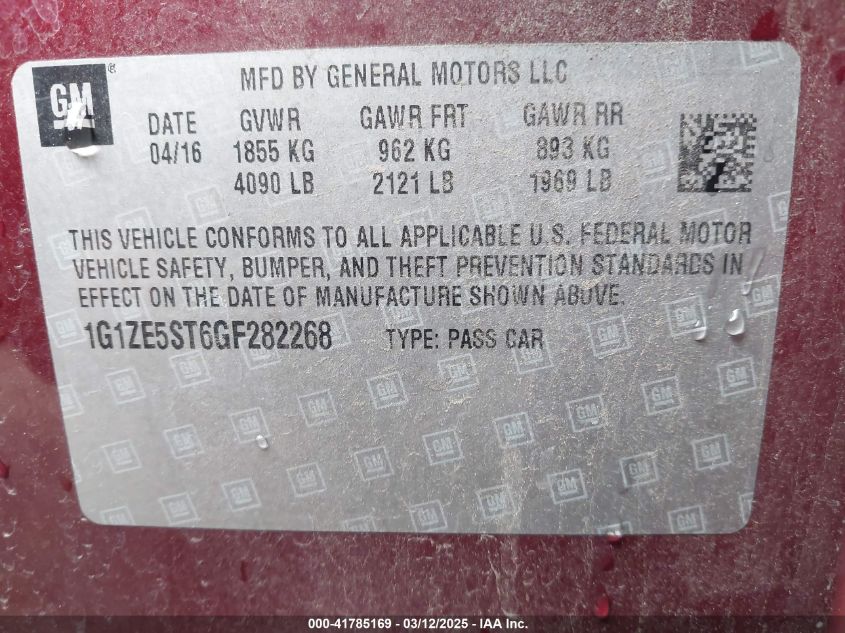 GM®
MFD BY GENERAL MOTORS LLC
DATE GVWR GAWR FRT GAWR RR
04/16 1855 KG 962 KG 893 KG
4090 LB 2121 LB 1969 LB
THIS VEHICLE CONFORMS TO ALL APPLICABLE U.S. FEDERAL MOTOR
VEHICLE SAFETY, BUMPER, AND THEFT PREVENTION STANDARDS IN
EFFECT ON THE DATE OF MANUFACTURE SHOWN ABOVE.
1G1ZE5ST6GF282268 TYPE: PASS CAR
000-41785169 - 03/12/2025 - IAA Inc.